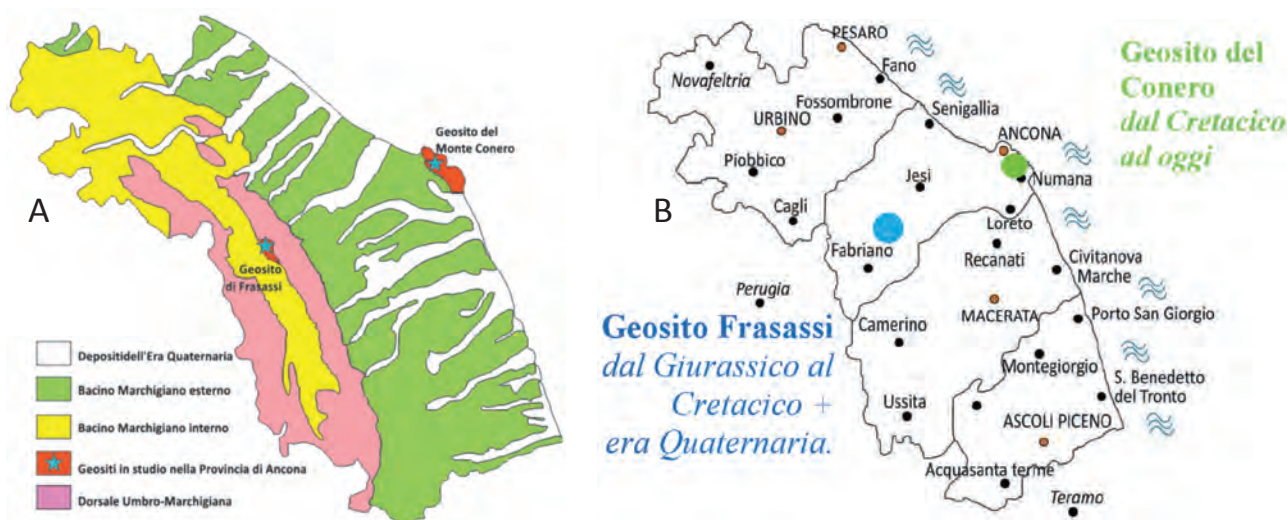 A
Geosito del
Monte Conero
Geosito
di Frasassi
Depositidell'Era Quaternaria
Bacino Marchigiano esterno
Bacino Marchigiano interno
Geositi in studio nella Provincia di Ancona
Dorsale Umbro-Marchigiana
B
PESARO
Novafeltria
Fano
Fossombrone
Senigallia
URBINO
ANCONA
Piobbico
Jesi
Numana
Cagli
Loreto
Fabriano
Recanati
Civitanova
Marche
Perugia
MACERATA
Porto San Giorgio
Camerino
Montegiorgio
S. Benedetto
del Tronto
Ussita
ASCOLI PICENO
Acquasanta terme
Teramo
Geosito del
Conero
dal Cretacico
ad oggi
Geosito Frasassi
dal Giurassico al
Cretacico +
era Quaternaria.